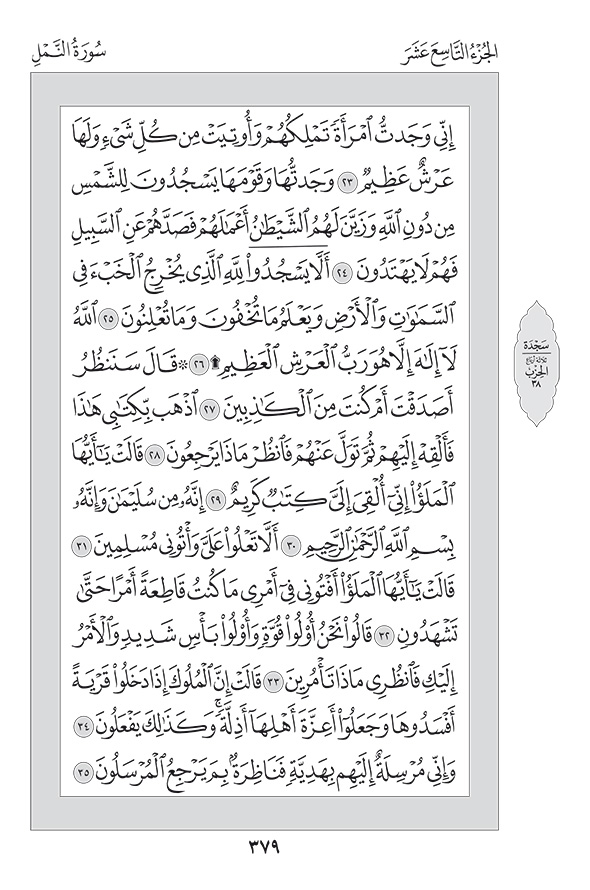 الجُزْءُ التَّاسِعَ عَشَرَ
سُورَةُ النَّمْلِ
إِنِّي وَجَدتُّ ٱمْرَأَةً تَمْلِكُهُمْ وَأُوتِيَتْ مِن كُلِّ شَيْءٍ وَلَهَا
عَرْشٌ عَظِيمٌ ٢٣ وَجَدتُّهَا وَقَوْمَهَا يَسْجُدُونَ لِلشَّمْسِ
مِن دُونِ ٱللَّهِ وَزَيَّنَ لَهُمُ ٱلشَّيْطَٰنُ أَعْمَٰلَهُمْ فَصَدَّهُمْ عَنِ ٱلسَّبِيلِ
فَهُمْ لَا يَهْتَدُونَ ٢٤ أَلَّا يَسْجُدُوا۟ لِلَّهِ ٱلَّذِي يُخْرِجُ ٱلْخَبْءَ فِي
ٱلسَّمَٰوَٰتِ وَٱلْأَرْضِ وَيَعْلَمُ مَا تُخْفُونَ وَمَا تُعْلِنُونَ ٢٥ ٱللَّهُ
لَآ إِلَٰهَ إِلَّا هُوَ رَبُّ ٱلْعَرْشِ ٱلْعَظِيمِ ۩ ٢٦ ۞ قَالَ سَنَنظُرُ
أَصَدَقْتَ أَمْ كُنتَ مِنَ ٱلْكَٰذِبِينَ ٢٧ ٱذْهَب بِّكِتَٰبِي هَٰذَا
فَأَلْقِهْ إِلَيْهِمْ ثُمَّ تَوَلَّ عَنْهُمْ فَٱنظُرْ مَاذَا يَرْجِعُونَ ٢٨ قَالَتْ يَٰٓأَيُّهَا
ٱلْمَلَؤُا۟ إِنِّيٓ أُلْقِيَ إِلَيَّ كِتَٰبٌ كَرِيمٌ ٢٩ إِنَّهُۥ مِن سُلَيْمَٰنَ وَإِنَّهُۥ
بِسْمِ ٱللَّهِ ٱلرَّحْمَٰنِ ٱلرَّحِيمِ ٣٠ أَلَّا تَعْلُوا۟ عَلَيَّ وَأْتُونِي مُسْلِمِينَ ٣١
قَالَتْ يَٰٓأَيُّهَا ٱلْمَلَؤُا۟ أَفْتُونِي فِيٓ أَمْرِي مَا كُنتُ قَاطِعَةً أَمْرًا حَتَّىٰ
تَشْهَدُونِ ٣٢ قَالُوا۟ نَحْنُ أُو۟لُوا۟ قُوَّةٍ وَأُو۟لُوا۟ بَأْسٍ شَدِيدٍ وَٱلْأَمْرُ
إِلَيْكِ فَٱنظُرِي مَاذَا تَأْمُرِينَ ٣٣ قَالَتْ إِنَّ ٱلْمُلُوكَ إِذَا دَخَلُوا۟ قَرْيَةً
أَفْسَدُوهَا وَجَعَلُوٓا۟ أَعِزَّةَ أَهْلِهَآ أَذِلَّةً ۖ وَكَذَٰلِكَ يَفْعَلُونَ ٣٤
وَإِنِّي مُرْسِلَةٌ إِلَيْهِم بِهَدِيَّةٍ فَنَاظِرَةٌۢ بِمَ يَرْجِعُ ٱلْمُرْسَلُونَ ٣٥
سَجْدَة
ثلاثة أرباع
الحِزْب
٣٨
٣٧٩